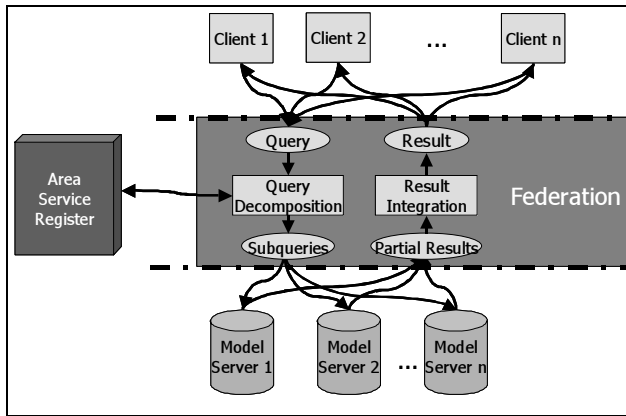 Client 1
Client 2
...
Client n
Query
Result
Area
Service
Register
Query
Decomposition
Result
Integration
Federation
Subqueries
Partial Results
Model
Server 1
Model
Server 2
...
Model
Server n